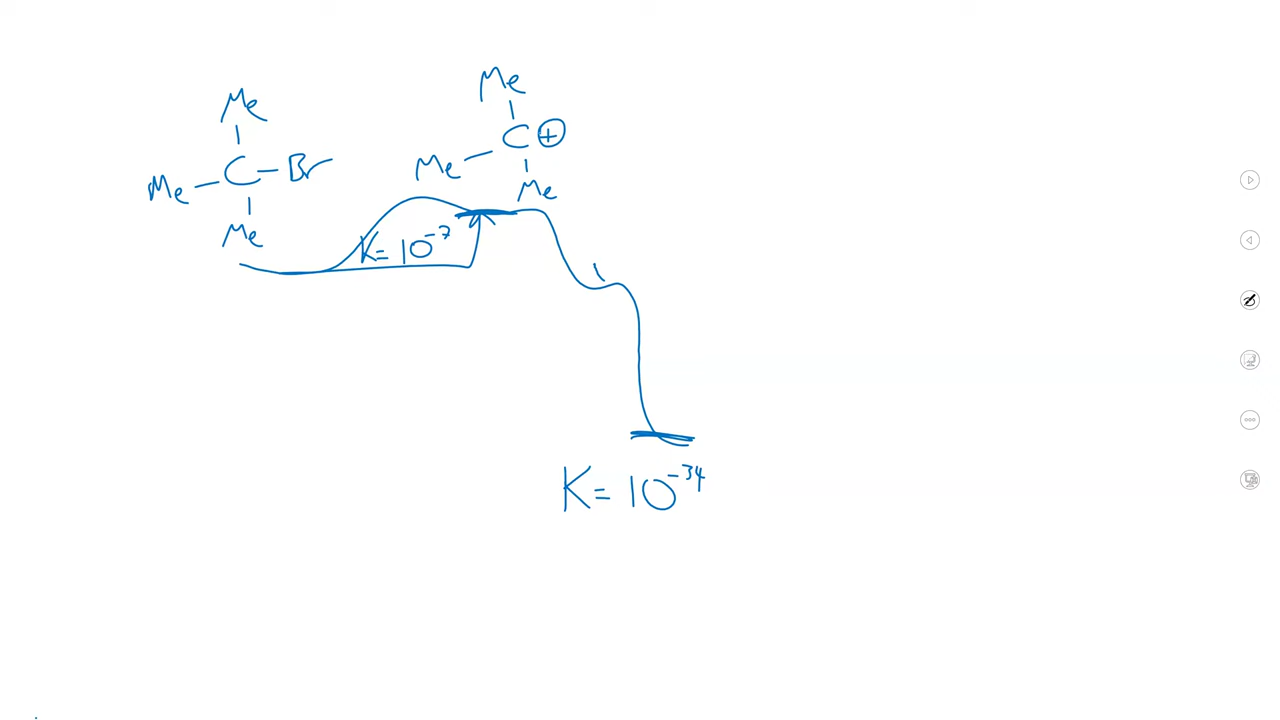 Me
Me
C ⊕
C – Br
Me
Me
Me
Me
K = 10⁻⁷
K = 10⁻³⁴